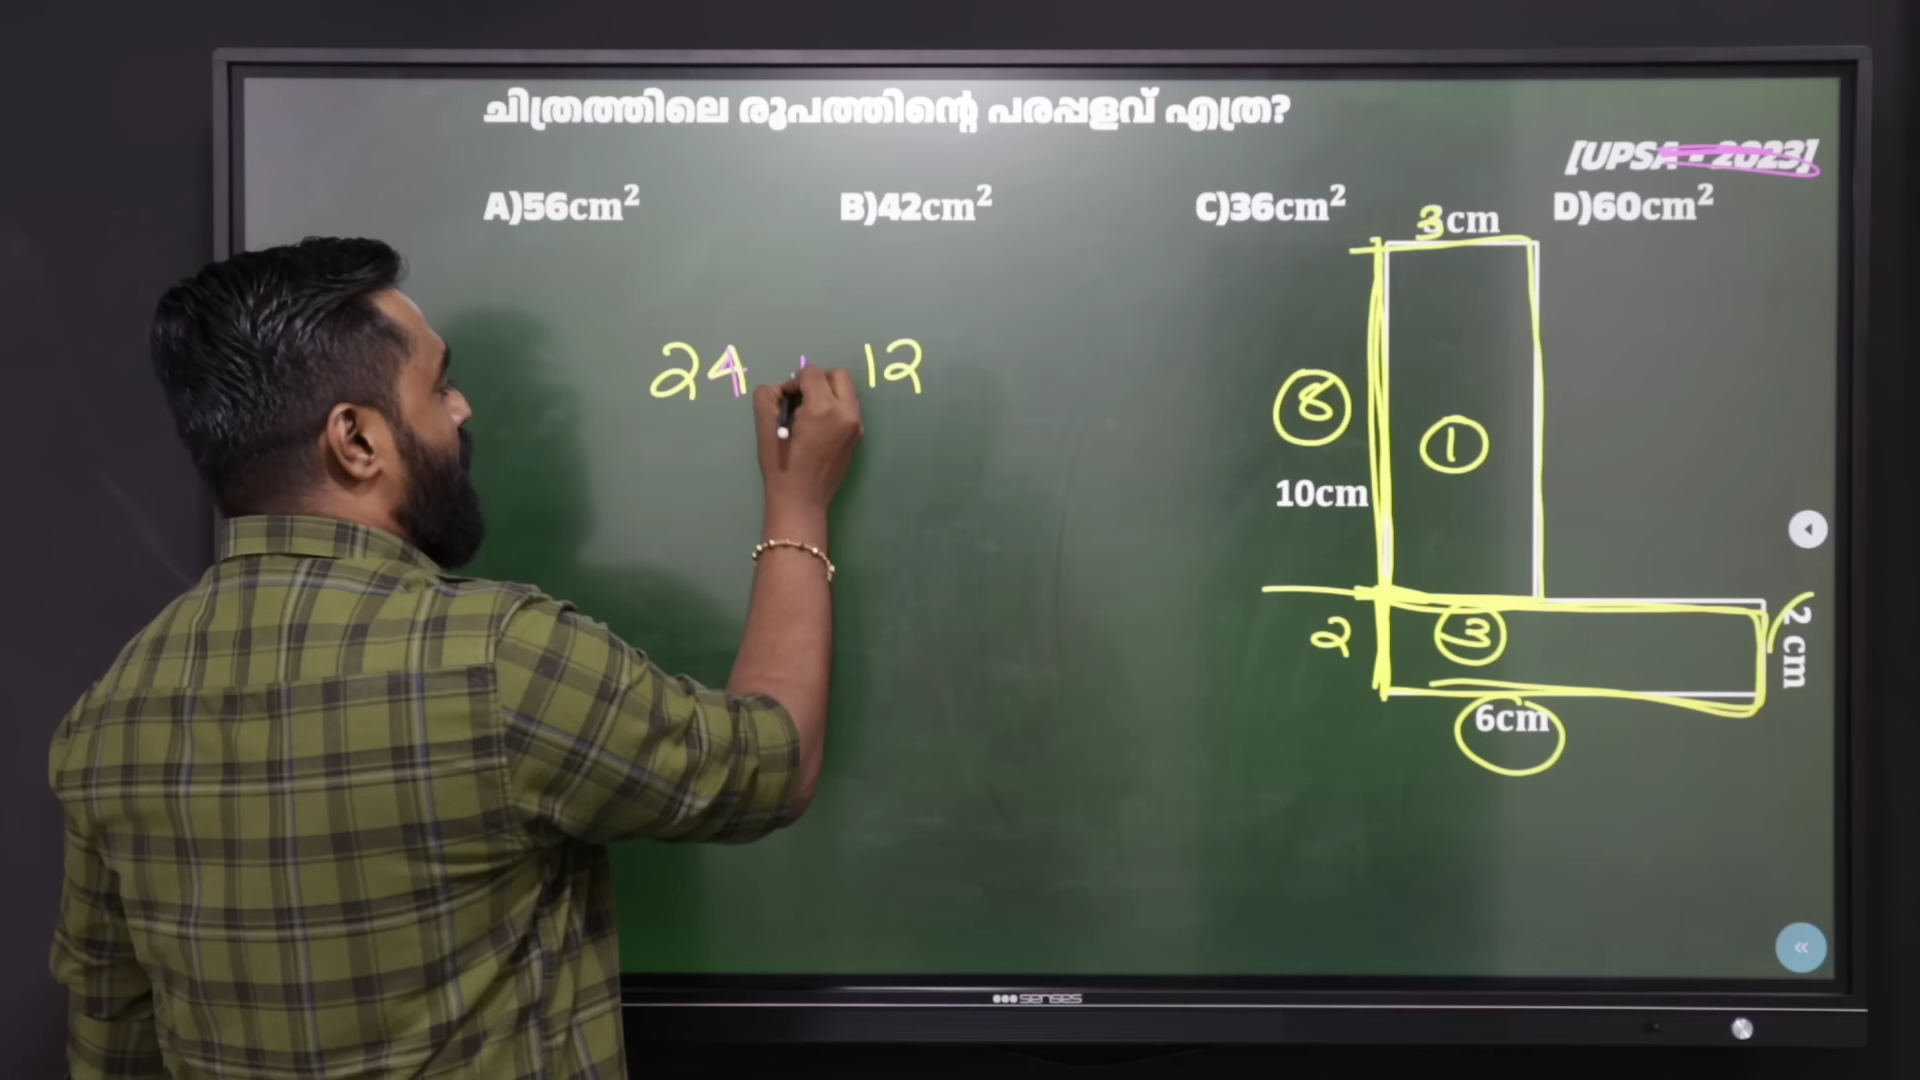 ചിത്രത്തിലെ രൂപത്തിന്റെ പരപ്പളവ് എത്ര?
[UPSA - 2023]
A)56cm² B)42cm² C)36cm² D)60cm²
3cm
24 12
8
1
10cm
2
3
2 cm
6cm
senses